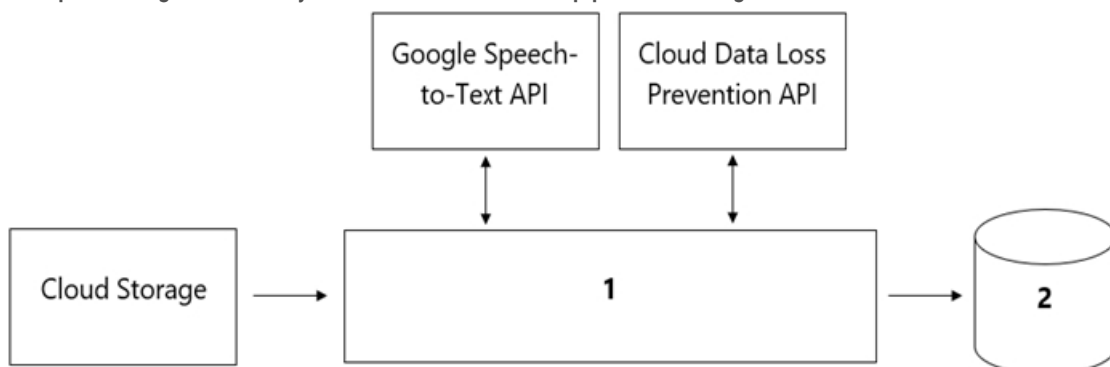 Google Speech-
to-Text API
Cloud Data Loss
Prevention API
Cloud Storage
1
2